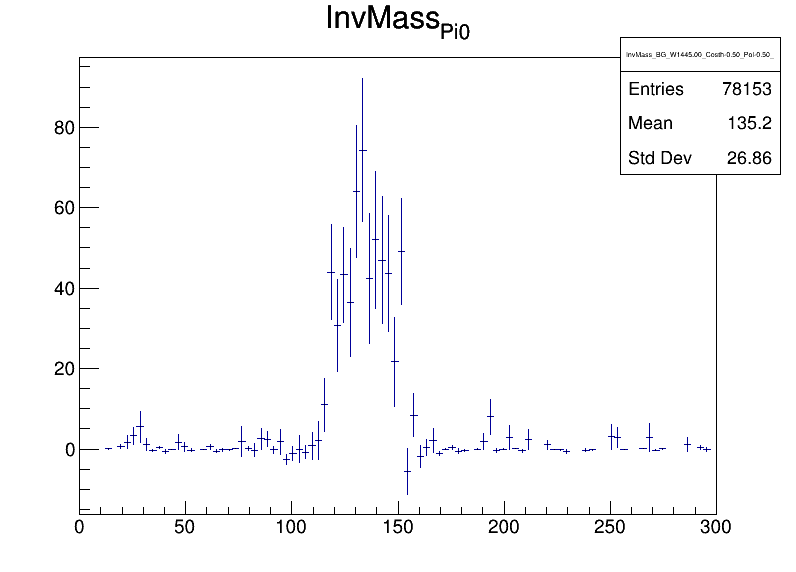 InvMassPi0
InvMass_BG_W1445.00_Costh-0.50_Pol-0.50_
Entries 78153
Mean 135.2
Std Dev 26.86
80
60
40
20
0
0 50 100 150 200 250 300